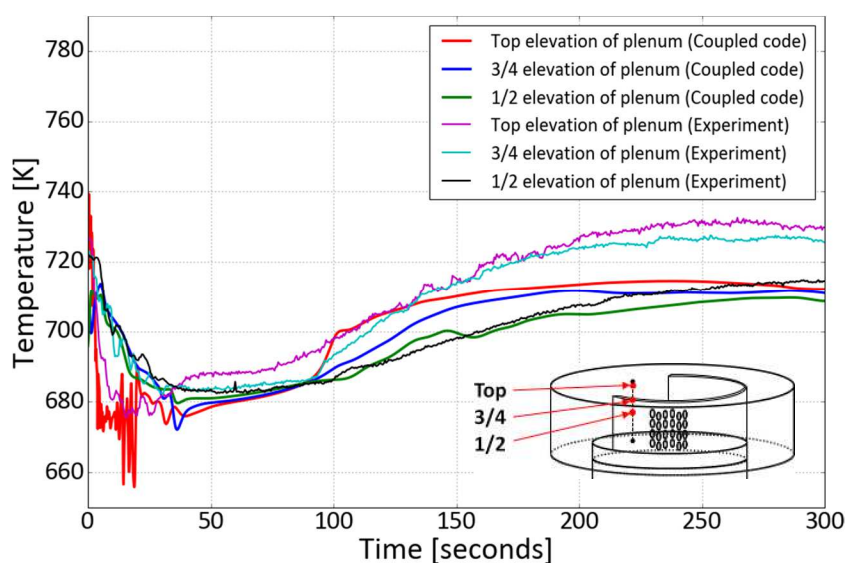 780
760
740
720
700
680
660
Temperature [K]
Top elevation of plenum (Coupled code)
3/4 elevation of plenum (Coupled code)
1/2 elevation of plenum (Coupled code)
Top elevation of plenum (Experiment)
3/4 elevation of plenum (Experiment)
1/2 elevation of plenum (Experiment)
Top
3/4
1/2
0 50 100 150 200 250 300
Time [seconds]